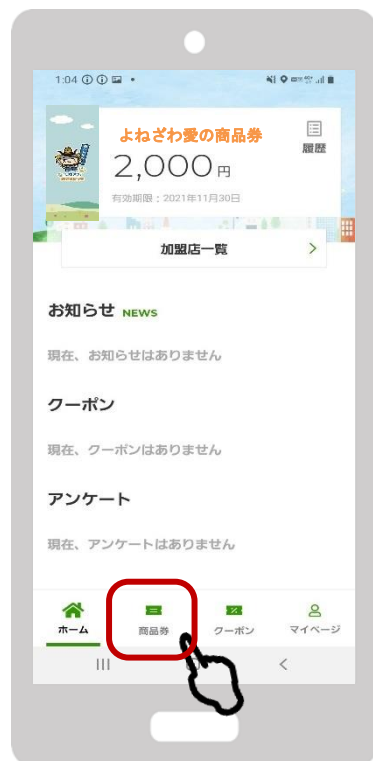 1:04
よねざわ愛の商品券
履歴
2,000円
有効期限：2021年11月30日
加盟店一覧
お知らせ NEWS
現在、お知らせはありません
クーポン
現在、クーポンはありません
アンケート
現在、アンケートはありません
ホーム
商品券
クーポン
マイページ